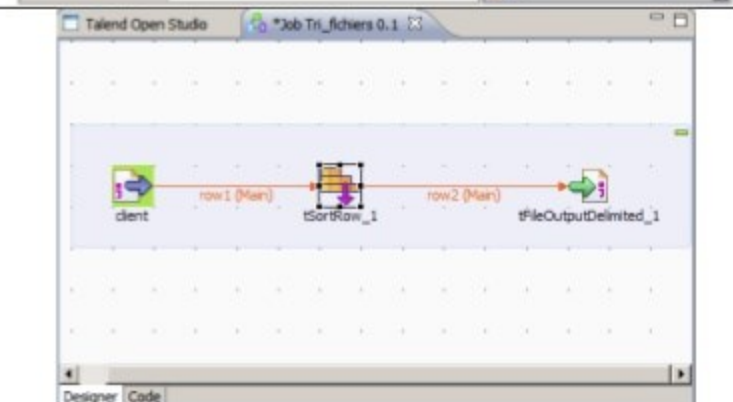 Talend Open Studio *Job Tri_fichiers 0.1
row1 (Main) row2 (Main)
client tSortRow_1 tFileOutputDelimited_1
Designer Code